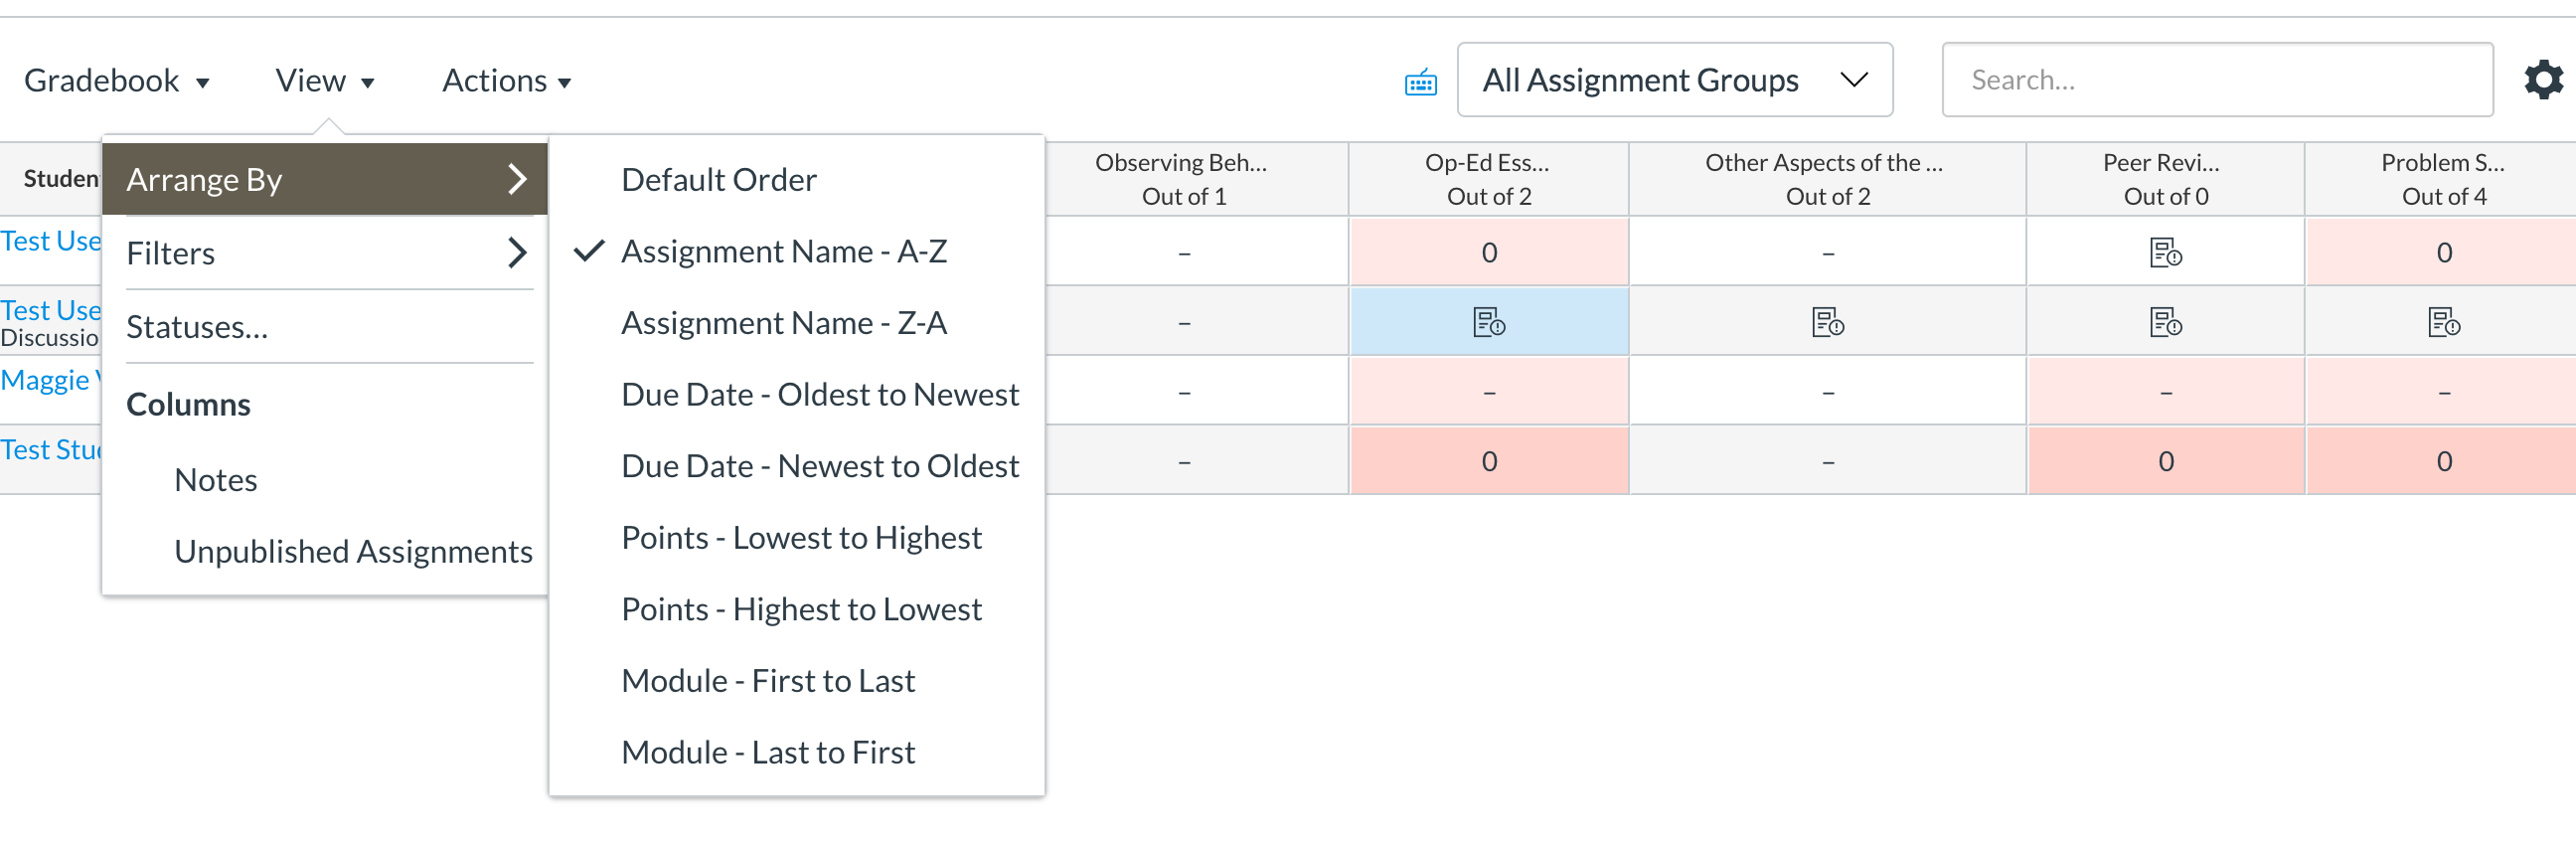 Gradebook View Actions All Assignment Groups Search...
Arrange By
Filters
Statuses...
Columns
Notes
Unpublished Assignments
Default Order
Assignment Name - A-Z
Assignment Name - Z-A
Due Date - Oldest to Newest
Due Date - Newest to Oldest
Points - Lowest to Highest
Points - Highest to Lowest
Module - First to Last
Module - Last to First
Studen Observing Beh... Op-Ed Ess... Other Aspects of the ... Peer Revi... Problem S...
Out of 1 Out of 2 Out of 2 Out of 0 Out of 4
Test Use – 0 – 0
Test Use –
Discussio
Maggie – – – – –
Test Stu – 0 – 0 0